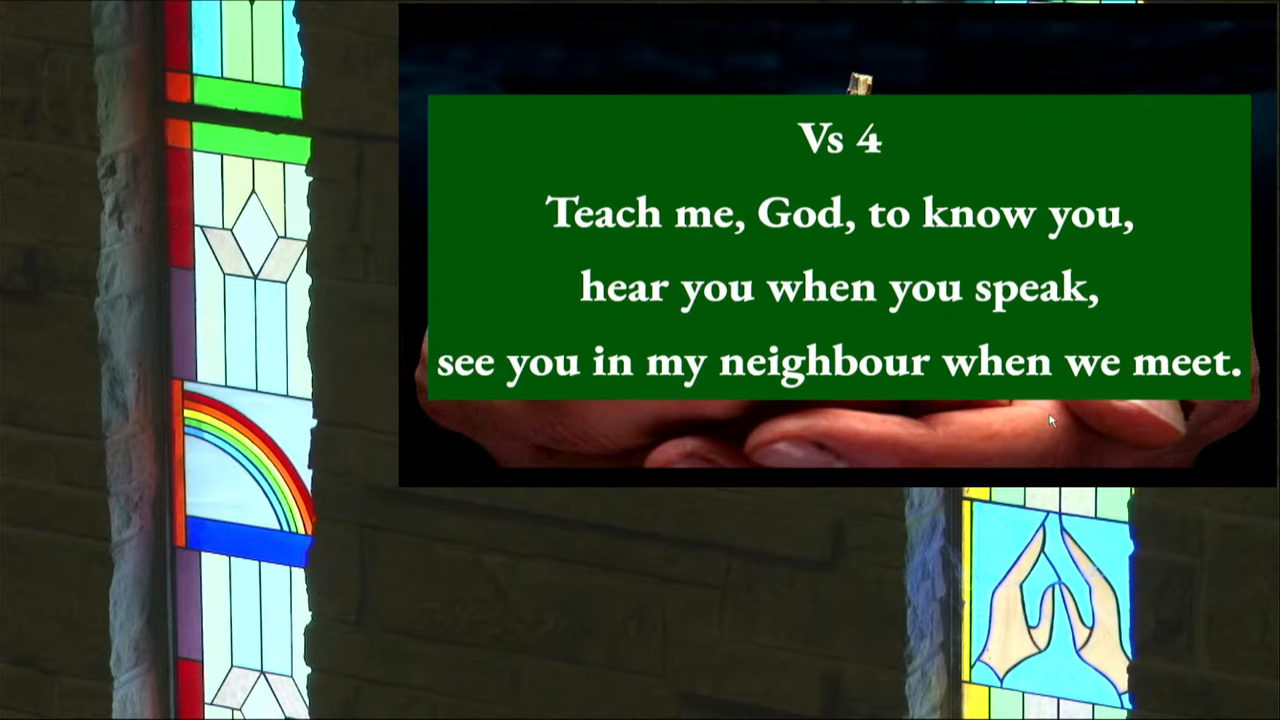 Vs 4
Teach me, God, to know you,
hear you when you speak,
see you in my neighbour when we meet.